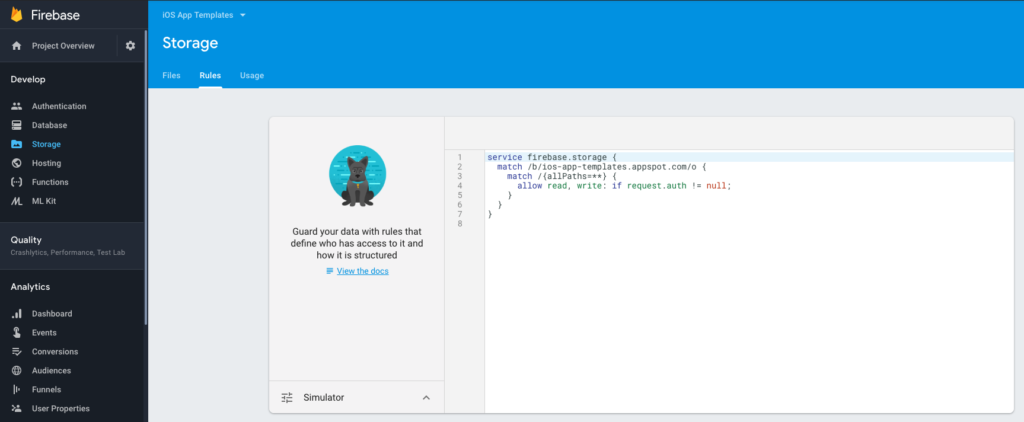 Firebase
Project Overview
Develop
Authentication
Database
Storage
Hosting
Functions
ML Kit
Quality
Crashlytics, Performance, Test Lab
Analytics
Dashboard
Events
Conversions
Audiences
Funnels
User Properties
iOS App Templates
Storage
Files Rules Usage
Guard your data with rules that
define who has access to it and
how it is structured
View the docs
Simulator
1 service firebase.storage {
2   match /b/ios-app-templates.appspot.com/o {
3     match /{allPaths=**} {
4       allow read, write: if request.auth != null;
5     }
6   }
7 }
8